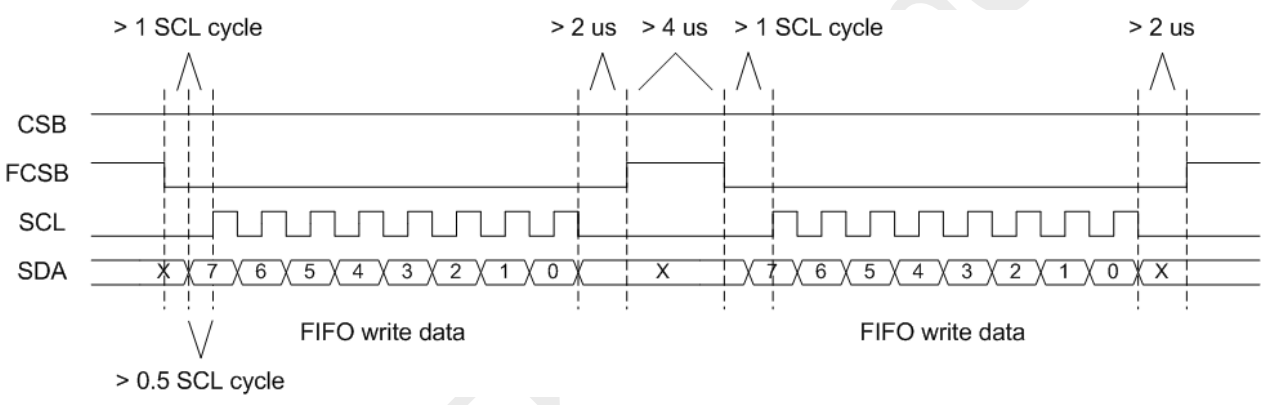 > 1 SCL cycle > 2 us > 4 us > 1 SCL cycle > 2 us
CSB
FCSB
SCL
SDA X 7 6 5 4 3 2 1 0 X 7 6 5 4 3 2 1 0 X
FIFO write data FIFO write data
> 0.5 SCL cycle